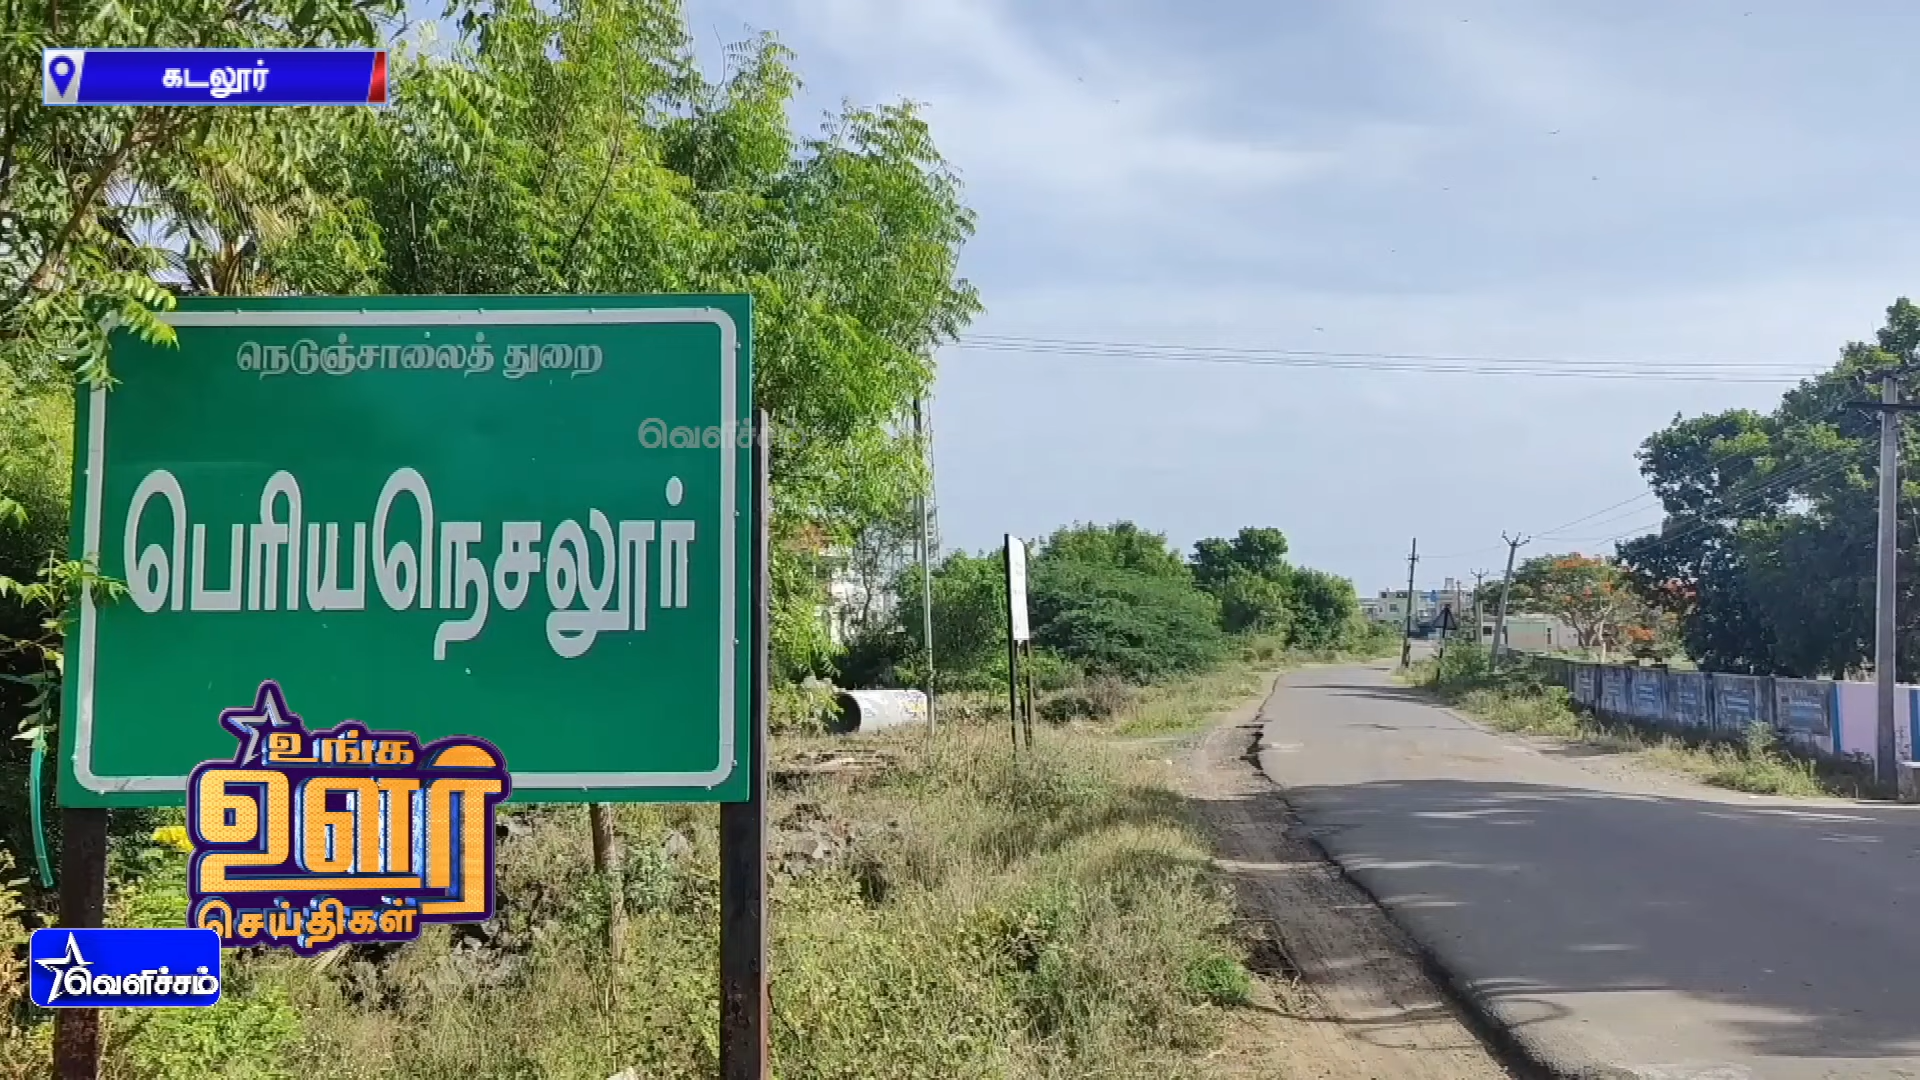 கடலூர்
நெடுஞ்சாலைத் துறை
வெளிச்சம்
பெரியநெசலூர்
உங்க
ஊர்
செய்திகள்
வெளிச்சம்